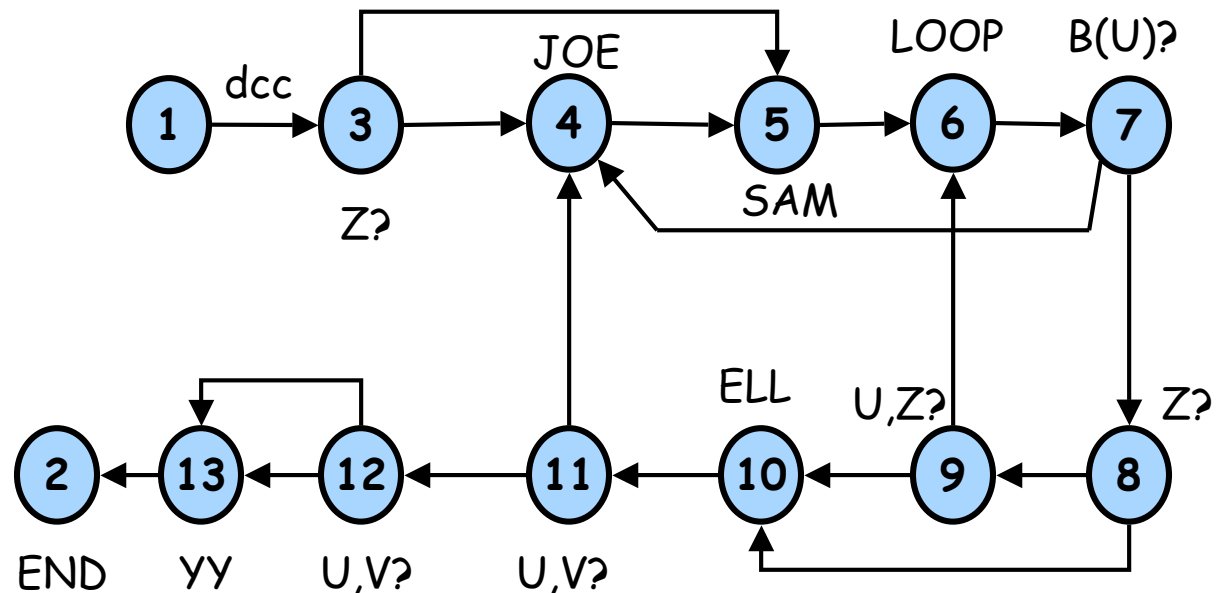 JOE LOOP B(U)?
dcc
1 3 4 5 6 7
Z? SAM
ELL U,Z? Z?
2 13 12 11 10 9 8
END YY U,V? U,V?